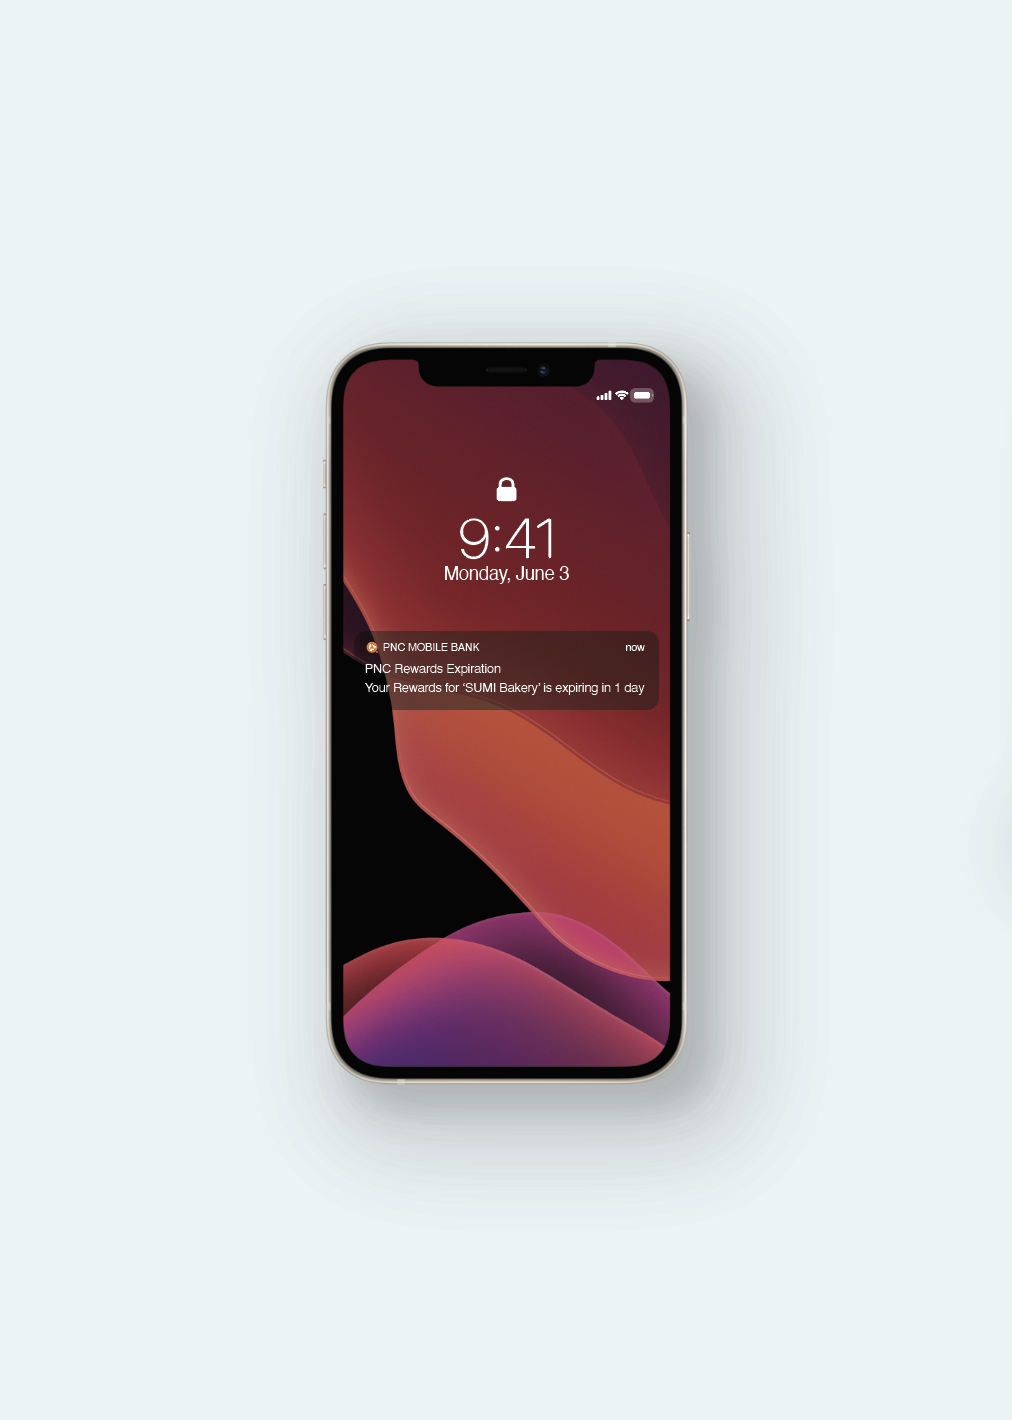 9:41
Monday, June 3
PNC MOBILE BANK now
PNC Rewards Expiration
Your Rewards for ‘SUMI Bakery’ is expiring in 1 day